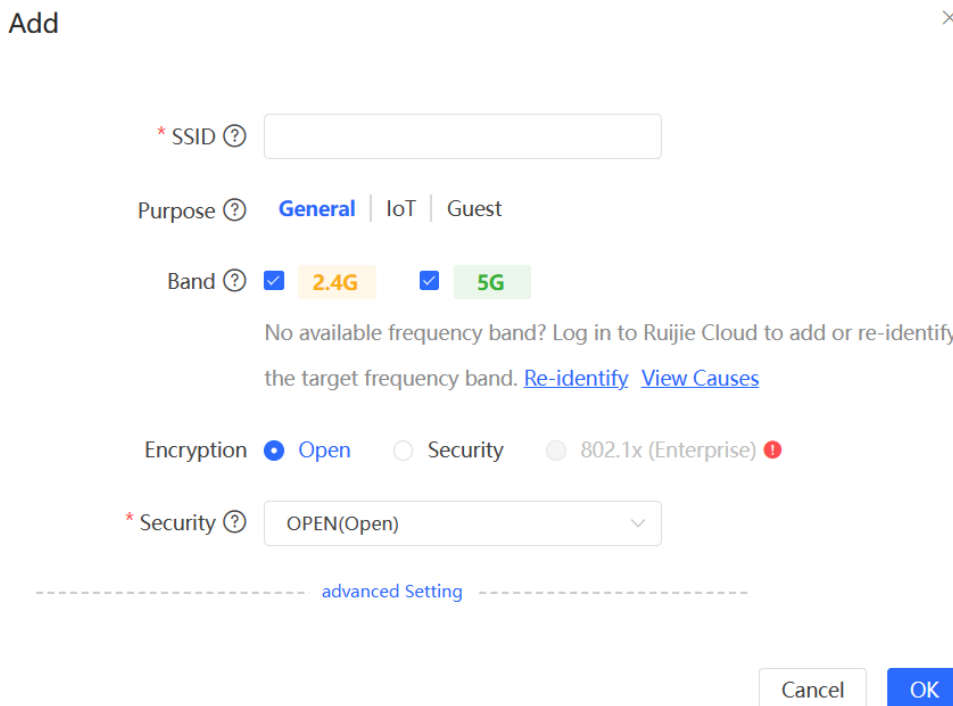 Add
* SSID ?
Purpose ? General IoT Guest
Band ? 2.4G 5G
No available frequency band? Log in to Ruijie Cloud to add or re-identify
the target frequency band. Re-identify View Causes
Encryption Open Security 802.1x (Enterprise) !
* Security ? OPEN(Open)
advanced Setting
Cancel OK